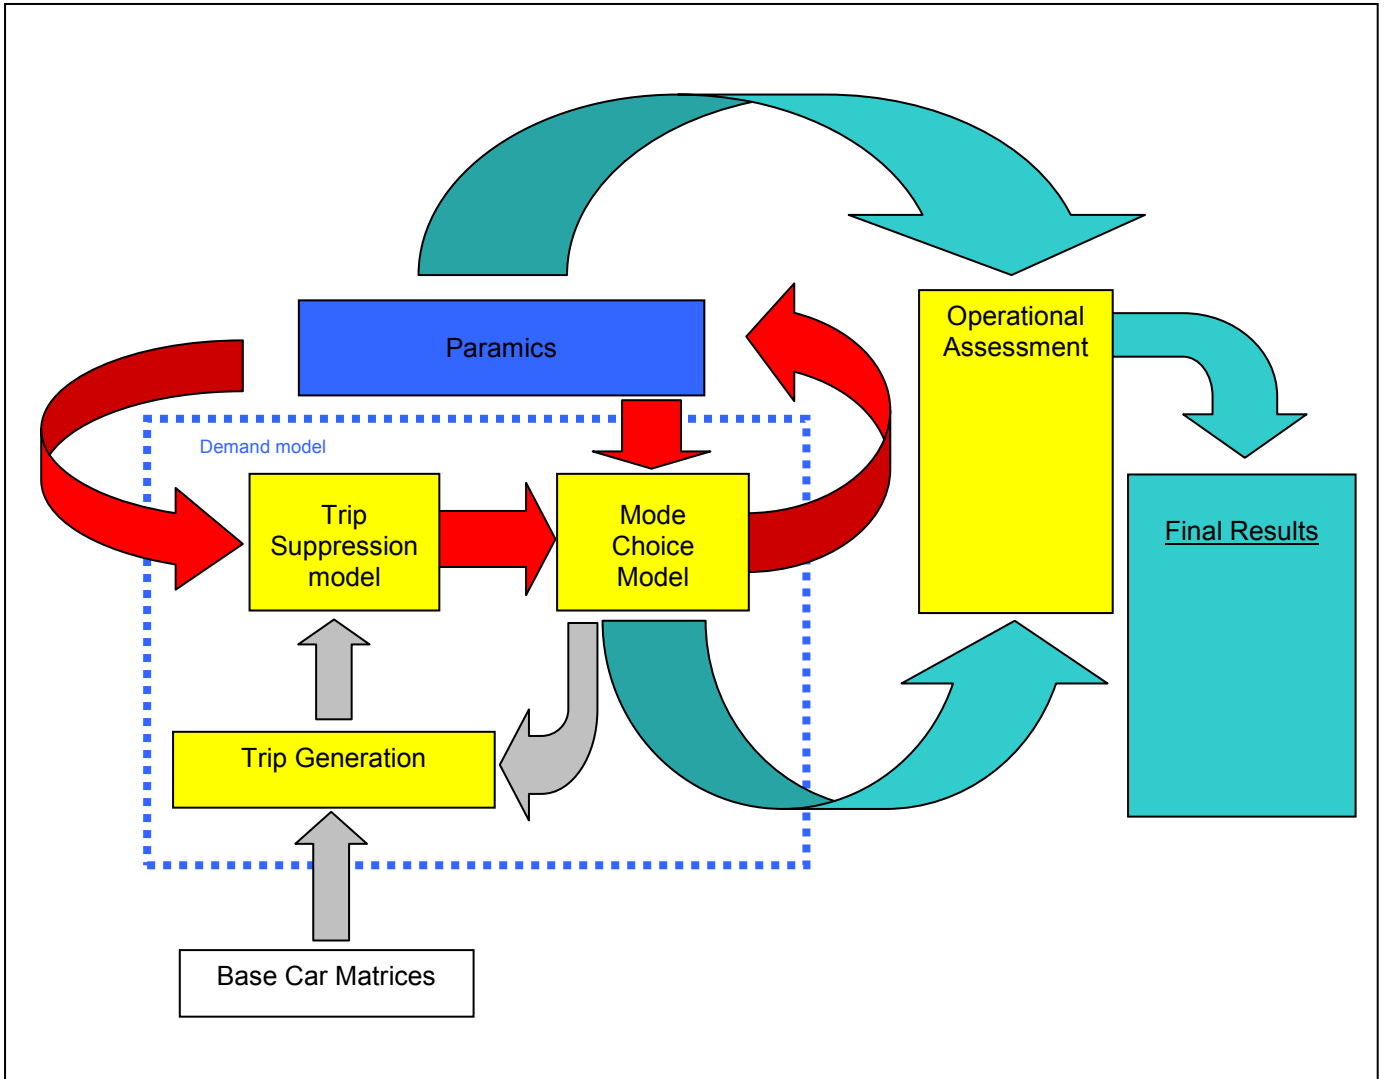 Paramics
Operational
Assessment
Demand model
Trip
Suppression
model
Mode
Choice
Model
Final Results
Trip Generation
Base Car Matrices